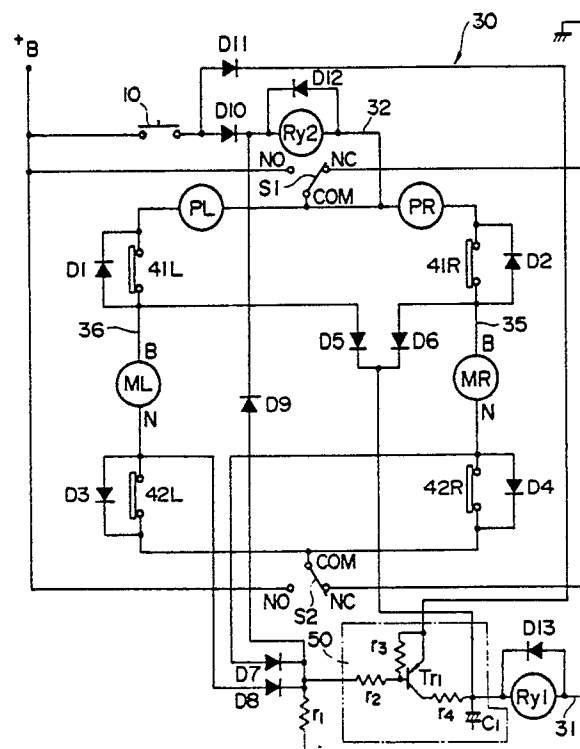 +B
D11
30
10
D10
D12
Ry2
32
NO
NC
S1
COM
PL
PR
D1
41L
41R
D2
36
D5
D6
35
B
B
ML
D9
MR
N
N
D3
42L
42R
D4
COM
NO
S2
NC
50
r3
D13
D7
Tr1
r2
Ry1
D8
r4
r1
C1
31